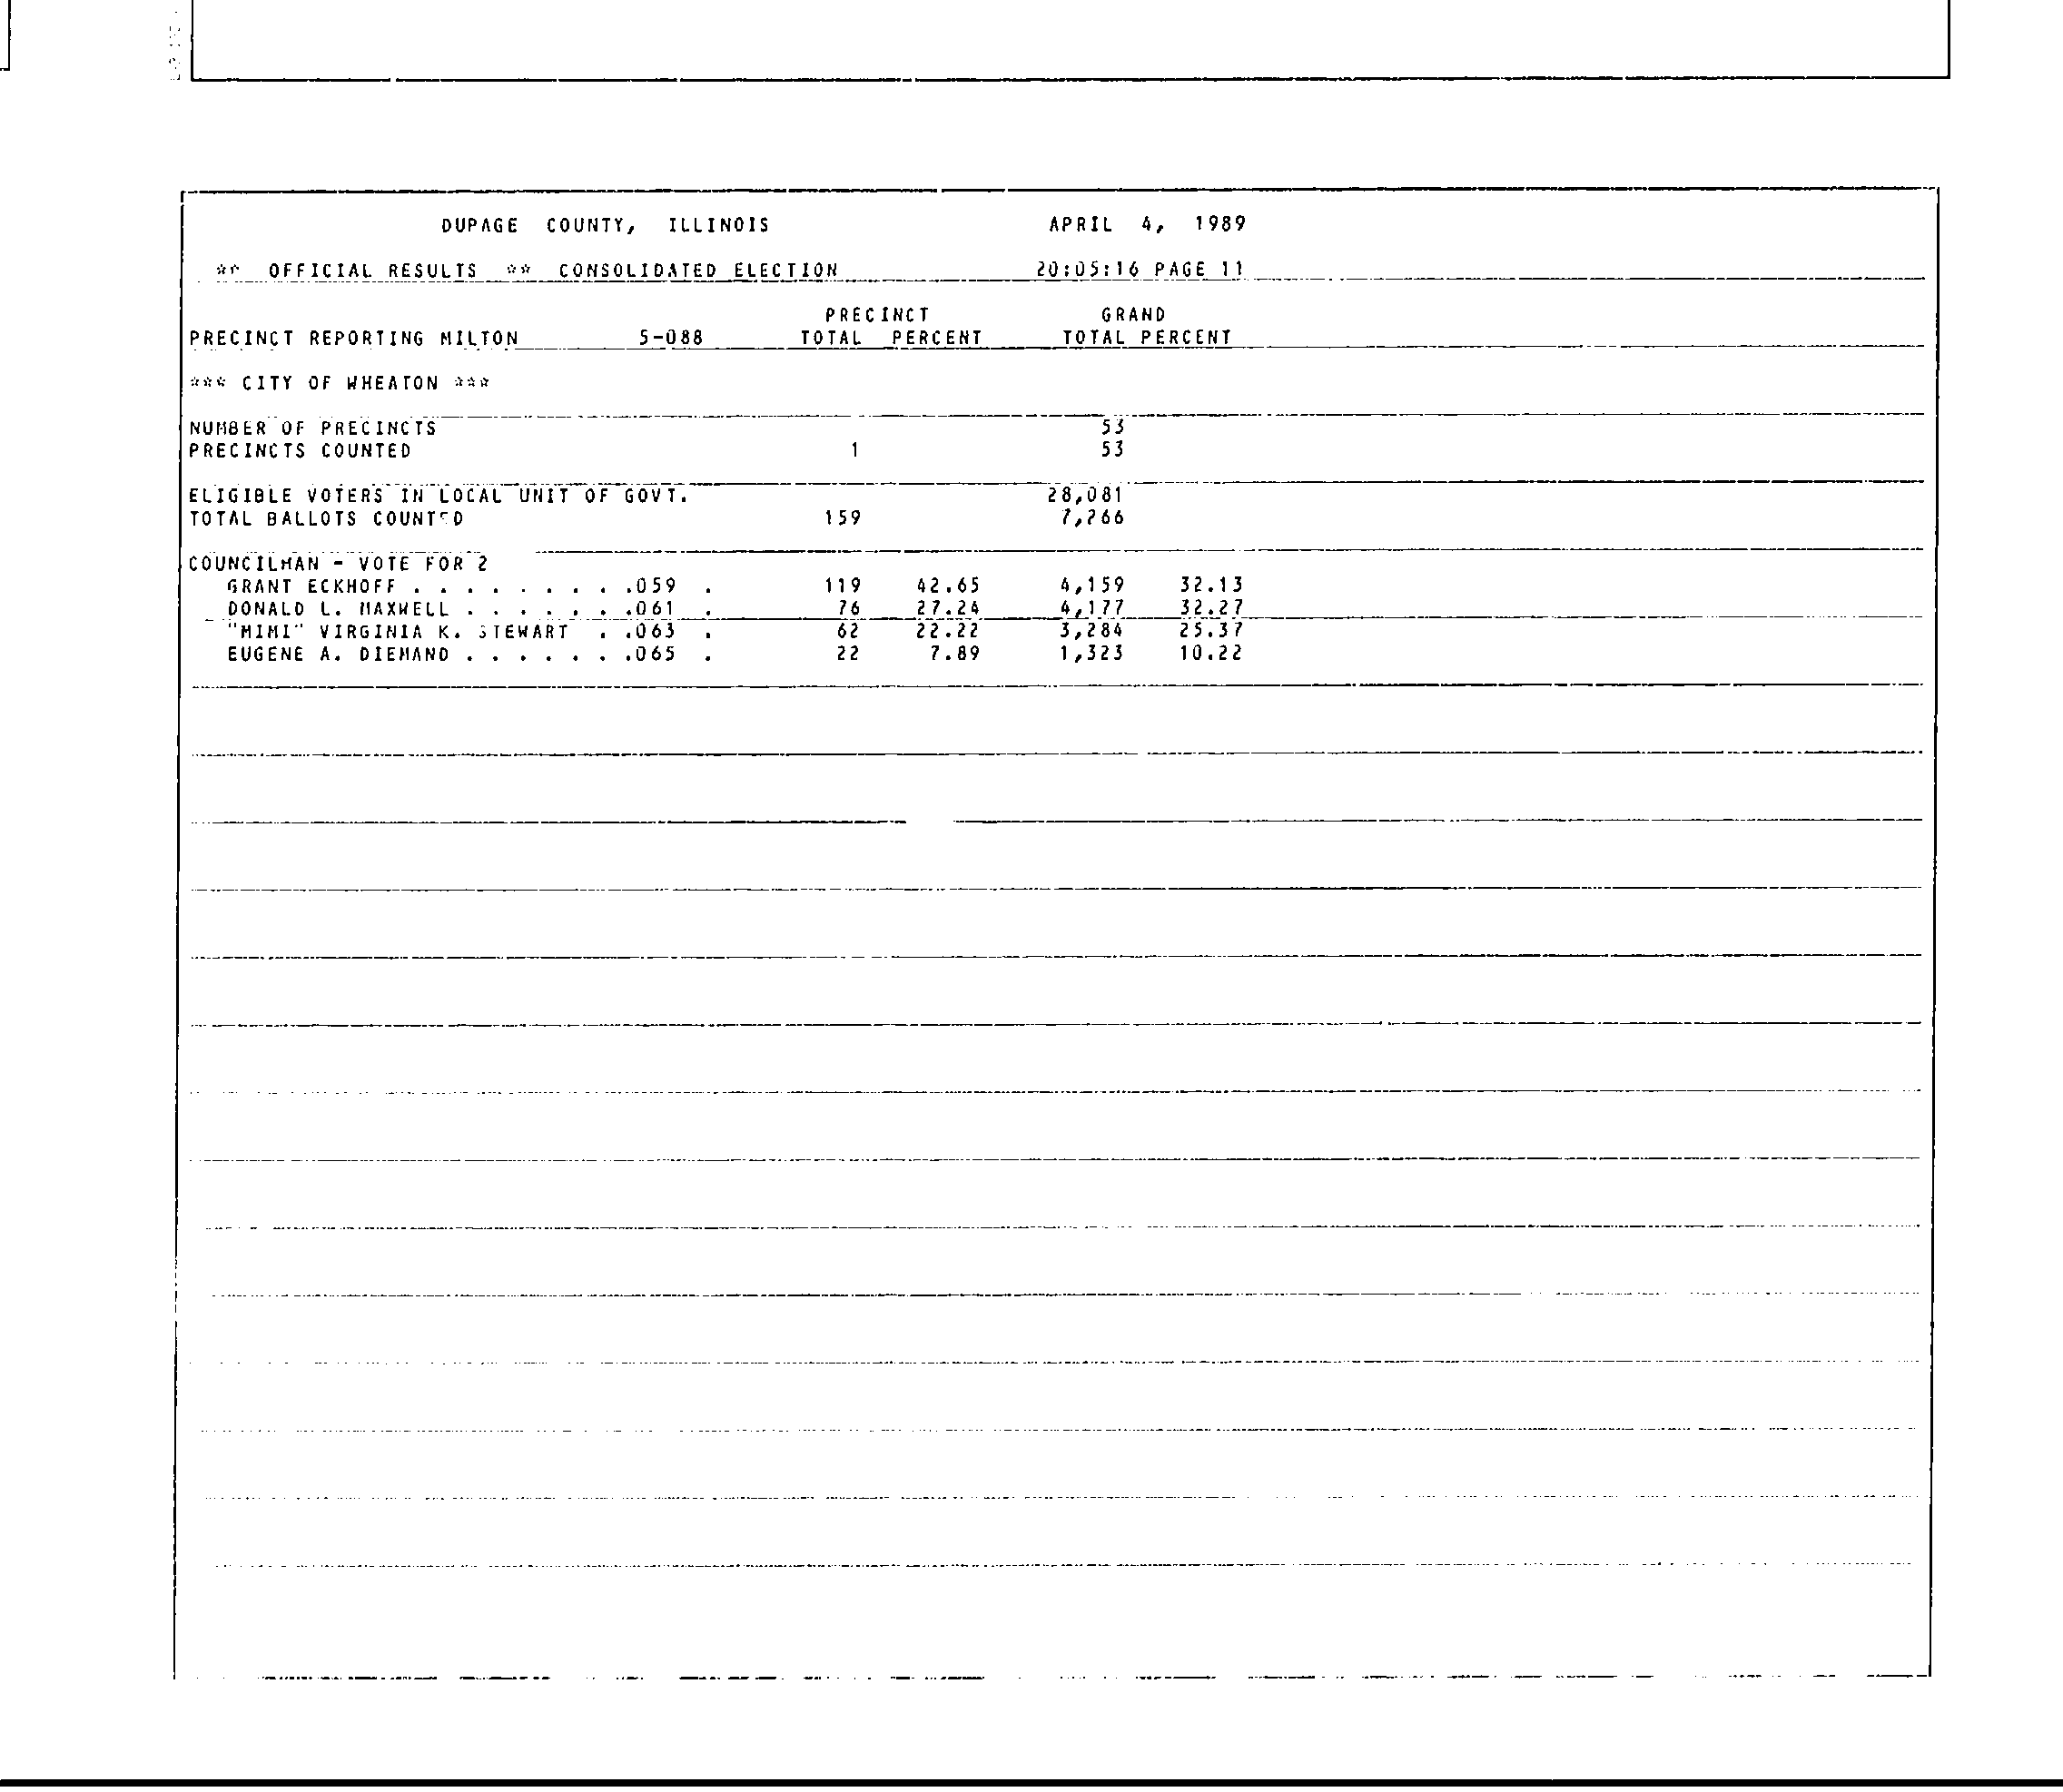 DUPAGE COUNTY, ILLINOIS APRIL 4, 1989
** OFFICIAL RESULTS ** CONSOLIDATED ELECTION 20:05:16 PAGE 11
PRECINCT GRAND
PRECINCT REPORTING MILTON 5-088 TOTAL PERCENT TOTAL PERCENT
*** CITY OF WHEATON ***
NUMBER OF PRECINCTS 53
PRECINCTS COUNTED 1 53
ELIGIBLE VOTERS IN LOCAL UNIT OF GOVT. 28,081
TOTAL BALLOTS COUNTED 159 7,266
COUNCILMAN - VOTE FOR 2
GRANT ECKHOFF . . . . . . . . .059 . 119 42.65 4,159 32.13
DONALD L. MAXWELL . . . . . . .061 . 76 27.24 4,177 32.27
"MIMI" VIRGINIA K. STEWART . .063 . 62 22.22 3,284 25.37
EUGENE A. DIEMAND . . . . . . .065 . 22 7.89 1,323 10.22